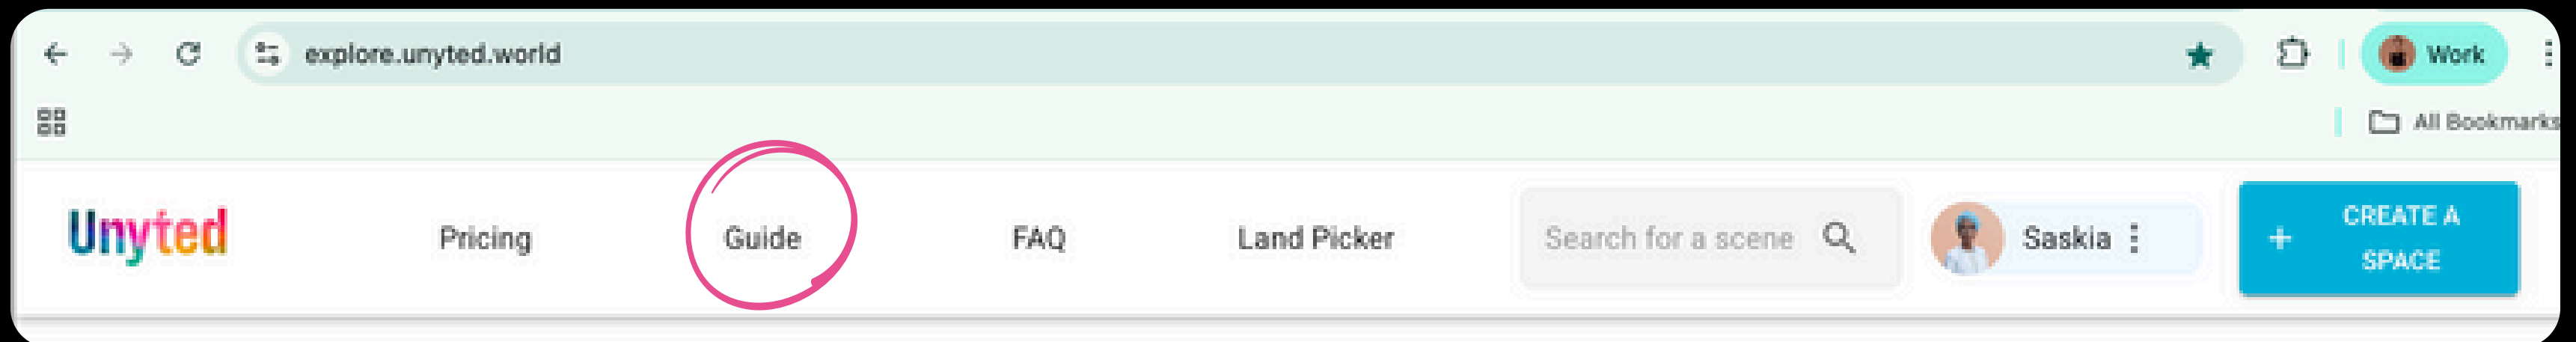 explore.unyted.world
Work
All Bookmarks
Unyted
Pricing
Guide
FAQ
Land Picker
Search for a scene
Saskia
+ CREATE A
SPACE